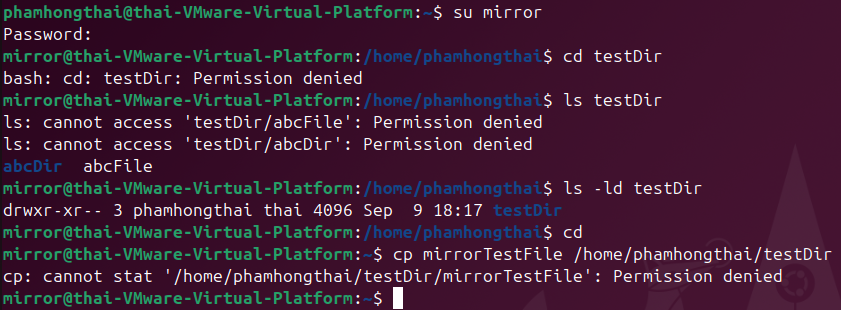 phamhongthai@thai-VMware-Virtual-Platform:~$ su mirror
Password:
mirror@thai-VMware-Virtual-Platform:/home/phamhongthai$ cd testDir
bash: cd: testDir: Permission denied
mirror@thai-VMware-Virtual-Platform:/home/phamhongthai$ ls testDir
ls: cannot access 'testDir/abcFile': Permission denied
ls: cannot access 'testDir/abcDir': Permission denied
abcDir  abcFile
mirror@thai-VMware-Virtual-Platform:/home/phamhongthai$ ls -ld testDir
drwxr-xr-- 3 phamhongthai thai 4096 Sep  9 18:17 testDir
mirror@thai-VMware-Virtual-Platform:/home/phamhongthai$ cd
mirror@thai-VMware-Virtual-Platform:~$ cp mirrorTestFile /home/phamhongthai/testDir
cp: cannot stat '/home/phamhongthai/testDir/mirrorTestFile': Permission denied
mirror@thai-VMware-Virtual-Platform:~$